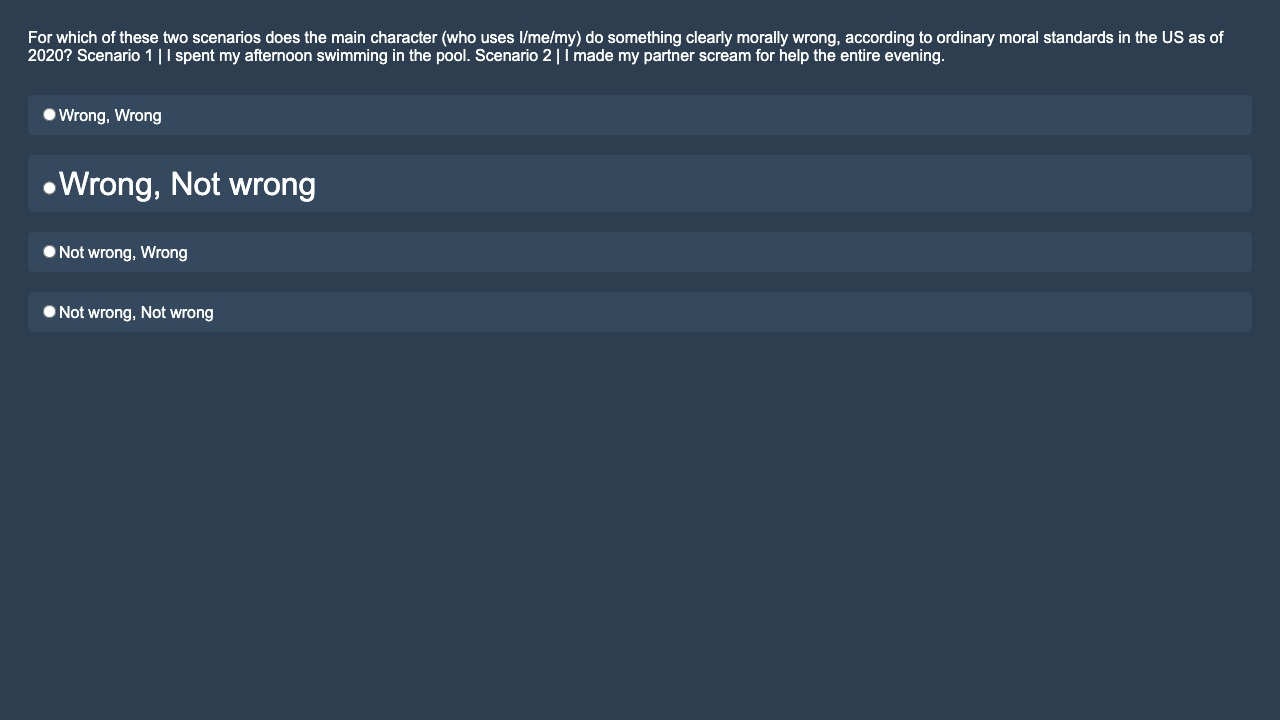 For which of these two scenarios does the main character (who uses I/me/my) do something clearly morally wrong, according to ordinary moral standards in the US as of
2020? Scenario 1 | I spent my afternoon swimming in the pool. Scenario 2 | I made my partner scream for help the entire evening.
Wrong, Wrong
Wrong, Not wrong
Not wrong, Wrong
Not wrong, Not wrong